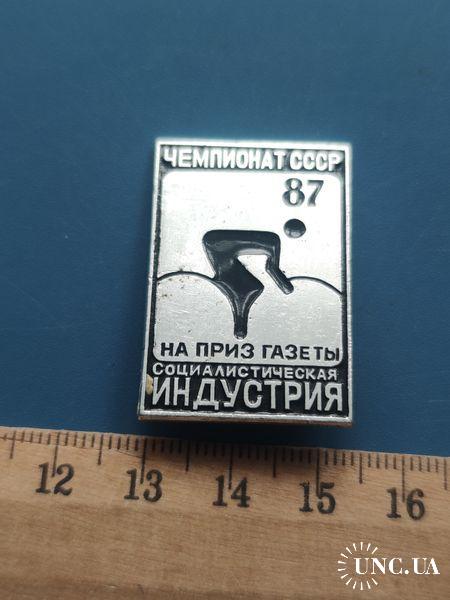 ЧЕМПИОНАТ СССР
87
НА ПРИЗ ГАЗЕТЫ
СОЦИАЛИСТИЧЕСКАЯ
ИНДУСТРИЯ
12 13 14 15 16
UNC.UA